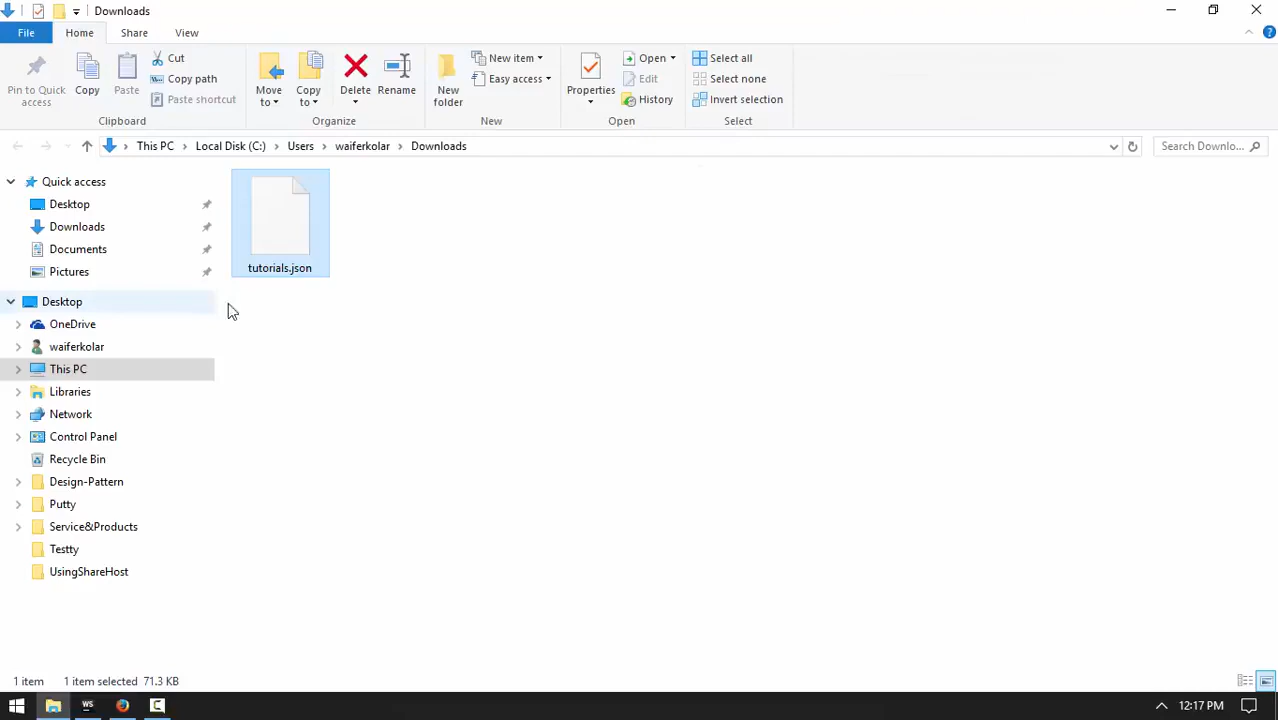 Downloads
File Home Share View
Pin to Quick access
Copy
Paste
Cut
Copy path
Paste shortcut
Move to
Copy to
Delete
Rename
New folder
New item
Easy access
Properties
Open
Edit
History
Select all
Select none
Invert selection
Clipboard Organize New Open Select
This PC Local Disk (C:) Users waiferkolar Downloads
Search Downlo...
Quick access
Desktop
Downloads
Documents
Pictures
Desktop
OneDrive
waiferkolar
This PC
Libraries
Network
Control Panel
Recycle Bin
Design-Pattern
Putty
Service&Products
Testty
UsingShareHost
tutorials.json
1 item 1 item selected 71.3 KB
WS
12:17 PM